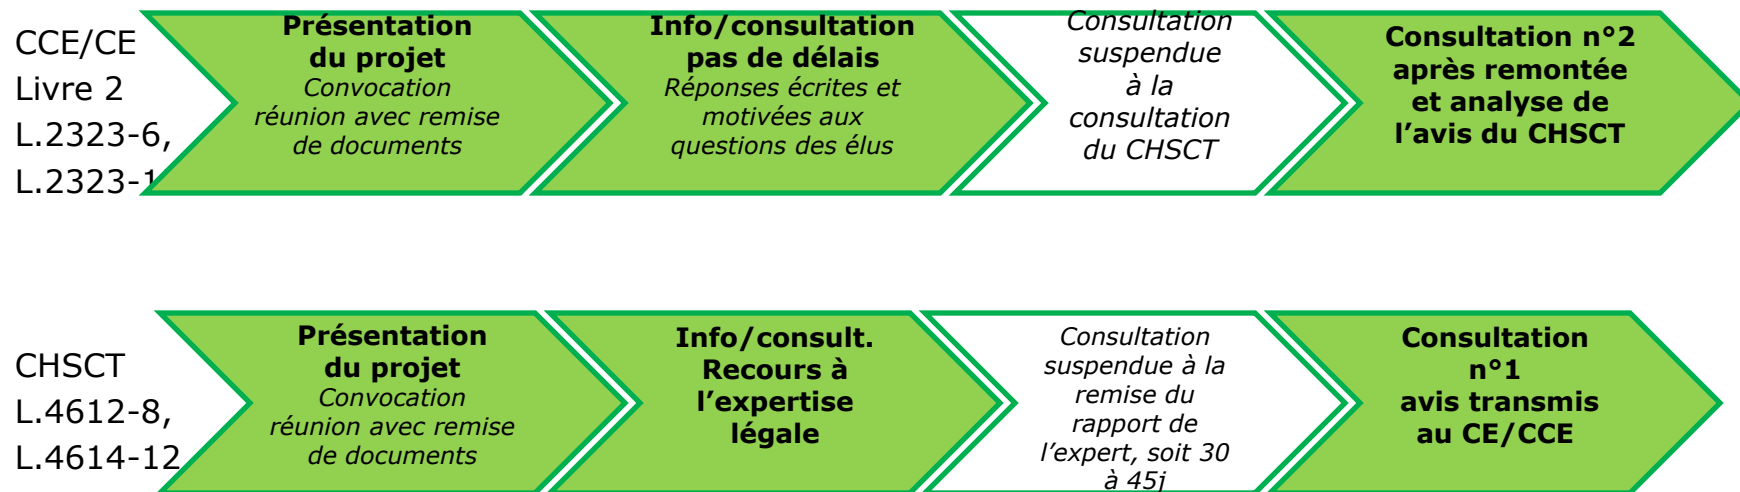 CCE/CE
Livre 2
L.2323-6,
L.2323-1
Présentation
du projet
Convocation
réunion avec remise
de documents
Info/consultation
pas de délais
Réponses écrites et
motivées aux
questions des élus
Consultation
suspendue
à la
consultation
du CHSCT
Consultation n°2
après remontée
et analyse de
l’avis du CHSCT
CHSCT
L.4612-8,
L.4614-12
Présentation
du projet
Convocation
réunion avec remise
de documents
Info/consult.
Recours à
l’expertise
légale
Consultation
suspendue à la
remise du
rapport de
l’expert, soit 30
à 45j
Consultation
n°1
avis transmis
au CE/CCE